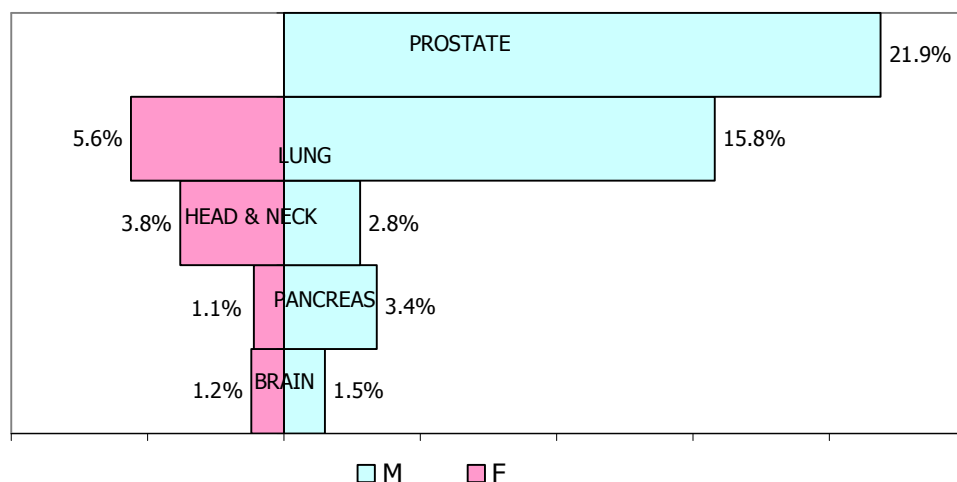 PROSTATE
21.9%
5.6%
LUNG
15.8%
3.8%
HEAD & NECK
2.8%
1.1%
PANCREAS
3.4%
1.2%
BRAIN
1.5%
M F